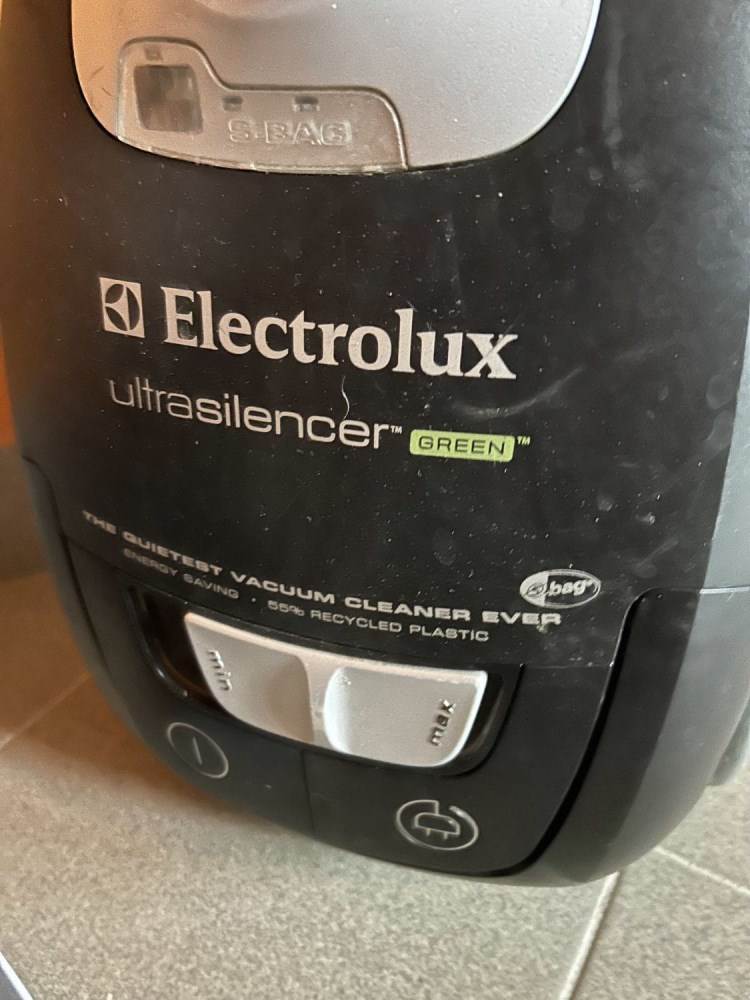 S-BAG
Electrolux
ultrasilencer™ GREEN™
THE QUIETEST VACUUM CLEANER EVER
ENERGY SAVING · 55% RECYCLED PLASTIC
s-bag®
min
max